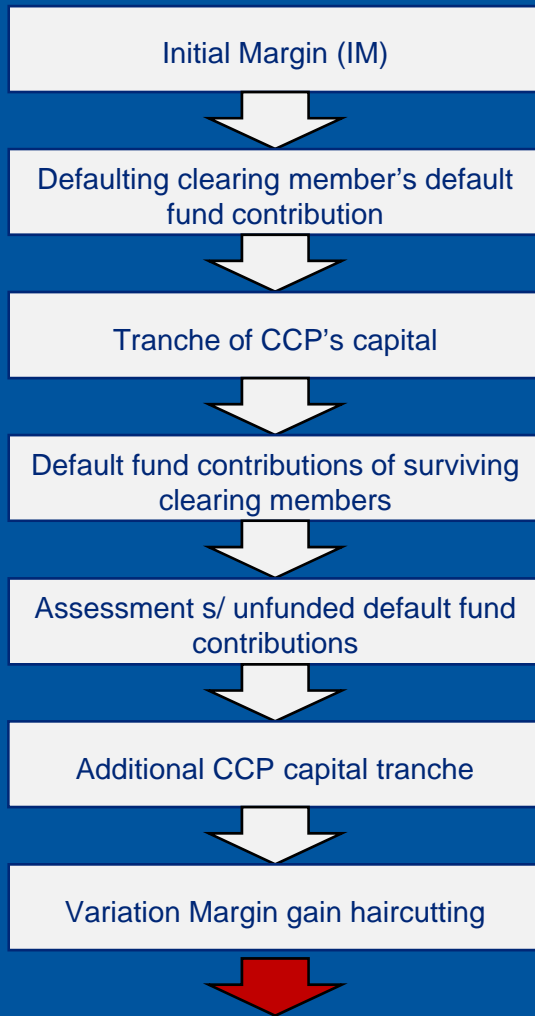 Initial Margin (IM)
Defaulting clearing member's default
fund contribution
Tranche of CCP's capital
Default fund contributions of surviving
clearing members
Assessment s/ unfunded default fund
contributions
Additional CCP capital tranche
Variation Margin gain haircutting